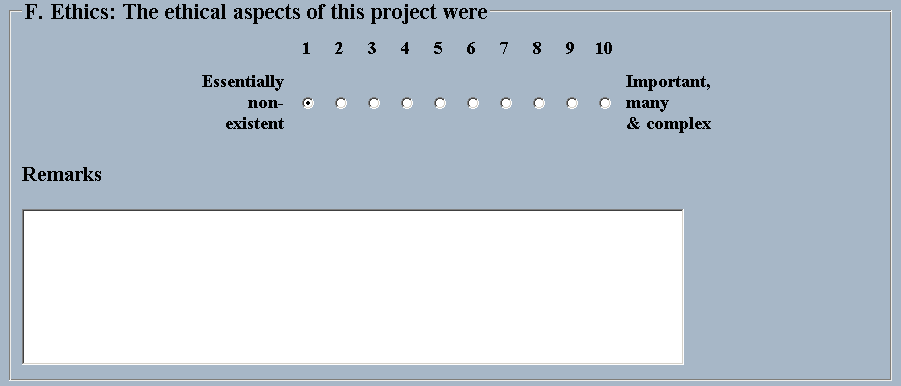 F. Ethics: The ethical aspects of this project were
1 2 3 4 5 6 7 8 9 10
Essentially
non-
existent
Important,
many
& complex
Remarks